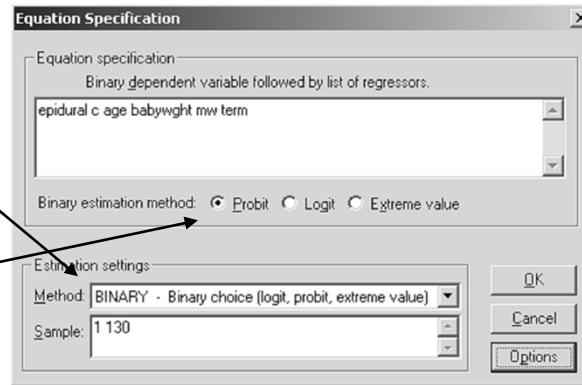 Equation Specification
Equation specification
Binary dependent variable followed by list of regressors.
epidural c age babywght mw term
Binary estimation method: Probit Logit Extreme value
Estimation settings
Method: BINARY - Binary choice (logit, probit, extreme value)
Sample: 1 130
OK
Cancel
Options